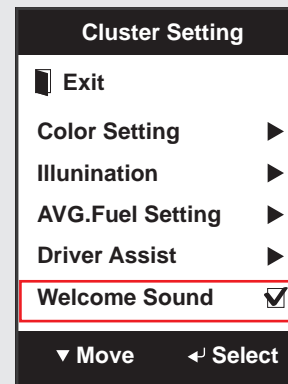 Cluster Setting
Exit
Color Setting
Illunination
AVG.Fuel Setting
Driver Assist
Welcome Sound
Move Select